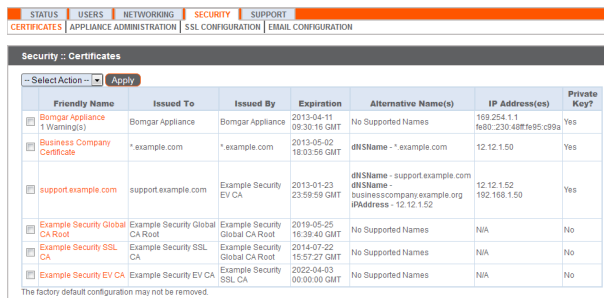 STATUS USERS NETWORKING SECURITY SUPPORT
CERTIFICATES APPLIANCE ADMINISTRATION SSL CONFIGURATION EMAIL CONFIGURATION
Security :: Certificates
-- Select Action -- Apply
Friendly Name Issued To Issued By Expiration Alternative Name(s) IP Address(es) Private Key?
Bomgar Appliance
1 Warning(s)
Bomgar Appliance
Bomgar Appliance
2013-04-11
09:30:16 GMT
No Supported Names
169.254.1.1
fe80::230:48ff:fe95:c99a
Yes
Business Company
Certificate
*.example.com
*.example.com
2013-05-02
18:03:56 GMT
dNSName - *.example.com
12.12.1.50
Yes
support.example.com
support.example.com
Example Security
EV CA
2013-01-23
23:59:59 GMT
dNSName - support.example.com
dNSName -
businesscompany.example.org
iPAddress - 12.12.1.52
12.12.1.52
192.168.1.50
Yes
Example Security Global
CA Root
Example Security Global
CA Root
Example Security
Global CA Root
2019-05-25
16:39:40 GMT
No Supported Names
N/A
No
Example Security SSL
CA
Example Security SSL
CA
Example Security
Global CA Root
2014-07-22
15:57:27 GMT
No Supported Names
N/A
No
Example Security EV CA
Example Security EV CA
Example Security
SSL CA
2022-04-03
00:00:00 GMT
No Supported Names
N/A
No
The factory default configuration may not be removed.